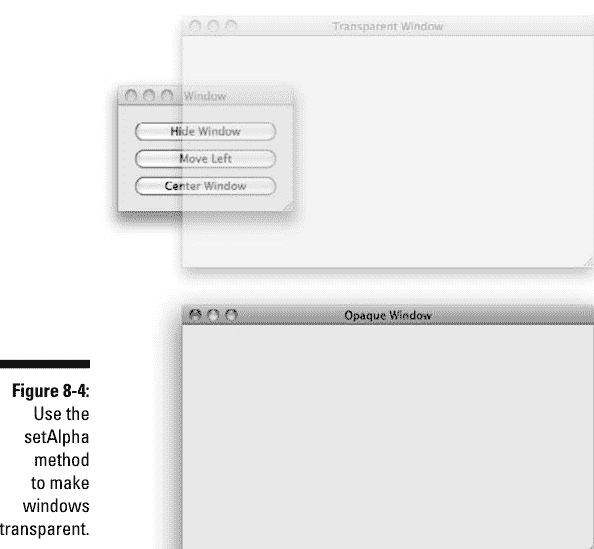 Transparent Window
Window
Hide Window
Move Left
Center Window
Opaque Window
Figure 8-4:
Use the
setAlpha
method
to make
windows
transparent.